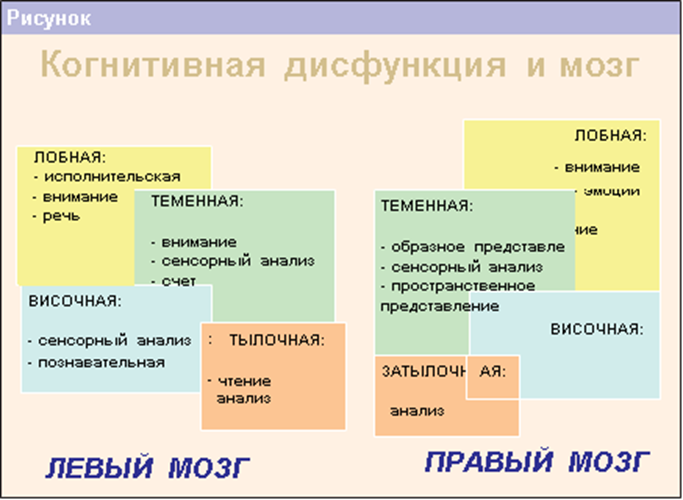 Рисунок
Когнитивная дисфункция и мозг
ЛОБНАЯ:
- исполнительская
- внимание
- речь
ТЕМЕННАЯ:
- внимание
- сенсорный анализ
- счет
ВИСОЧНАЯ:
- сенсорный анализ
- познавательная
: ТЫЛОЧНАЯ:
- чтение
анализ
ЛЕВЫЙ МОЗГ
ЛОБНАЯ:
- внимание
- эмоции
ние
ТЕМЕННАЯ:
- образное представле
- сенсорный анализ
- пространственное
представление
ВИСОЧНАЯ:
ЗАТЫЛОЧН АЯ:
анализ
ПРАВЫЙ МОЗГ